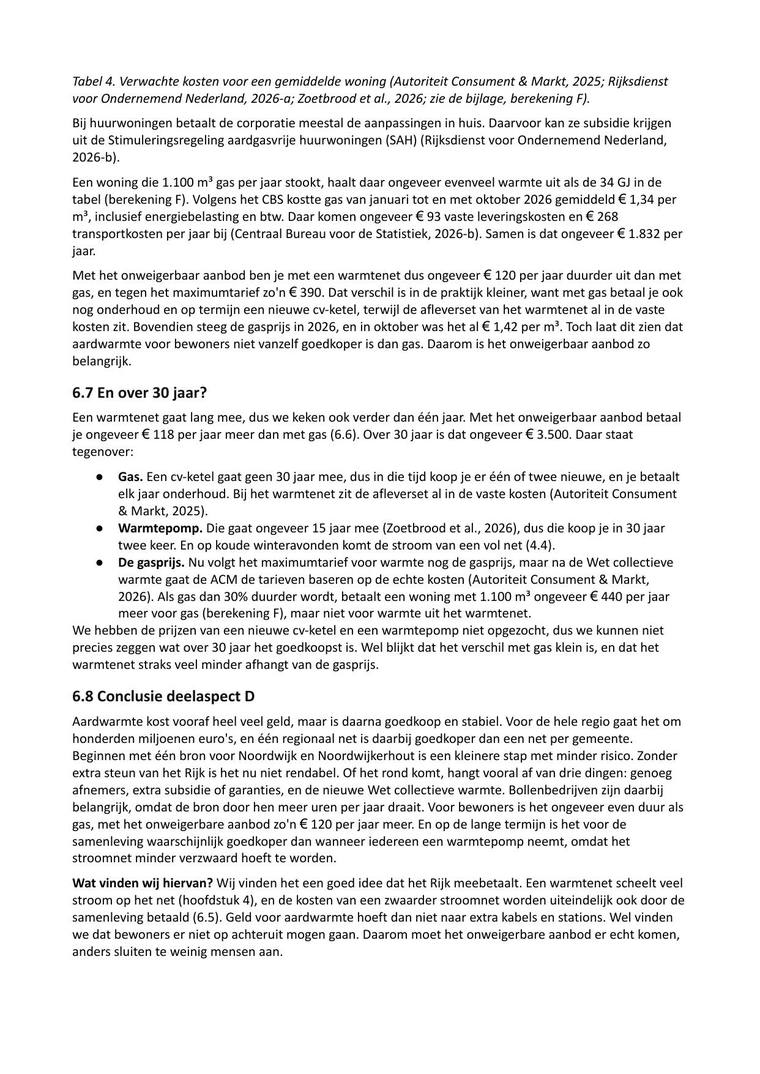 Tabel 4. Verwachte kosten voor een gemiddelde woning (Autoriteit Consument & Markt, 2025; Rijksdienst
voor Ondernemend Nederland, 2026-a; Zoetbrood et al., 2026; zie de bijlage, berekening F).
Bij huurwoningen betaalt de corporatie meestal de aanpassingen in huis. Daarvoor kan ze subsidie krijgen
uit de Stimuleringsregeling aardgasvrije huurwoningen (SAH) (Rijksdienst voor Ondernemend Nederland,
2026-b).
Een woning die 1.100 m³ gas per jaar stookt, haalt daar ongeveer evenveel warmte uit als de 34 GJ in de
tabel (berekening F). Volgens het CBS kostte gas van januari tot en met oktober 2026 gemiddeld € 1,34 per
m³, inclusief energiebelasting en btw. Daar komen ongeveer € 93 vaste leveringskosten en € 268
transportkosten per jaar bij (Centraal Bureau voor de Statistiek, 2026-b). Samen is dat ongeveer € 1.832 per
jaar.
Met het onweigerbaar aanbod ben je met een warmtenet dus ongeveer € 120 per jaar duurder uit dan met
gas, en tegen het maximumtarief zo'n € 390. Dat verschil is in de praktijk kleiner, want met gas betaal je ook
nog onderhoud en op termijn een nieuwe cv-ketel, terwijl de afleverset van het warmtenet al in de vaste
kosten zit. Bovendien steeg de gasprijs in 2026, en in oktober was het al € 1,42 per m³. Toch laat dit zien dat
aardwarmte voor bewoners niet vanzelf goedkoper is dan gas. Daarom is het onweigerbaar aanbod zo
belangrijk.
6.7 En over 30 jaar?
Een warmtenet gaat lang mee, dus we keken ook verder dan één jaar. Met het onweigerbaar aanbod betaal
je ongeveer € 118 per jaar meer dan met gas (6.6). Over 30 jaar is dat ongeveer € 3.500. Daar staat
tegenover:
● Gas. Een cv-ketel gaat geen 30 jaar mee, dus in die tijd koop je er één of twee nieuwe, en je betaalt
elk jaar onderhoud. Bij het warmtenet zit de afleverset al in de vaste kosten (Autoriteit Consument
& Markt, 2025).
● Warmtepomp. Die gaat ongeveer 15 jaar mee (Zoetbrood et al., 2026), dus die koop je in 30 jaar
twee keer. En op koude winteravonden komt de stroom van een vol net (4.4).
● De gasprijs. Nu volgt het maximumtarief voor warmte nog de gasprijs, maar na de Wet collectieve
warmte gaat de ACM de tarieven baseren op de echte kosten (Autoriteit Consument & Markt,
2026). Als gas dan 30% duurder wordt, betaalt een woning met 1.100 m³ ongeveer € 440 per jaar
meer voor gas (berekening F), maar niet voor warmte uit het warmtenet.
We hebben de prijzen van een nieuwe cv-ketel en een warmtepomp niet opgezocht, dus we kunnen niet
precies zeggen wat over 30 jaar het goedkoopst is. Wel blijkt dat het verschil met gas klein is, en dat het
warmtenet straks veel minder afhangt van de gasprijs.
6.8 Conclusie deelaspect D
Aardwarmte kost vooraf heel veel geld, maar is daarna goedkoop en stabiel. Voor de hele regio gaat het om
honderden miljoenen euro's, en één regionaal net is daarbij goedkoper dan een net per gemeente.
Beginnen met één bron voor Noordwijk en Noordwijkerhout is een kleinere stap met minder risico. Zonder
extra steun van het Rijk is het nu niet rendabel. Of het rond komt, hangt vooral af van drie dingen: genoeg
afnemers, extra subsidie of garanties, en de nieuwe Wet collectieve warmte. Bollenbedrijven zijn daarbij
belangrijk, omdat de bron door hen meer uren per jaar draait. Voor bewoners is het ongeveer even duur als
gas, met het onweigerbare aanbod zo'n € 120 per jaar meer. En op de lange termijn is het voor de
samenleving waarschijnlijk goedkoper dan wanneer iedereen een warmtepomp neemt, omdat het
stroomnet minder verzwaard hoeft te worden.
Wat vinden wij hiervan? Wij vinden het een goed idee dat het Rijk meebetaalt. Een warmtenet scheelt veel
stroom op het net (hoofdstuk 4), en de kosten van een zwaarder stroomnet worden uiteindelijk ook door de
samenleving betaald (6.5). Geld voor aardwarmte hoeft dan niet naar extra kabels en stations. Wel vinden
we dat bewoners er niet op achteruit mogen gaan. Daarom moet het onweigerbare aanbod er echt komen,
anders sluiten te weinig mensen aan.